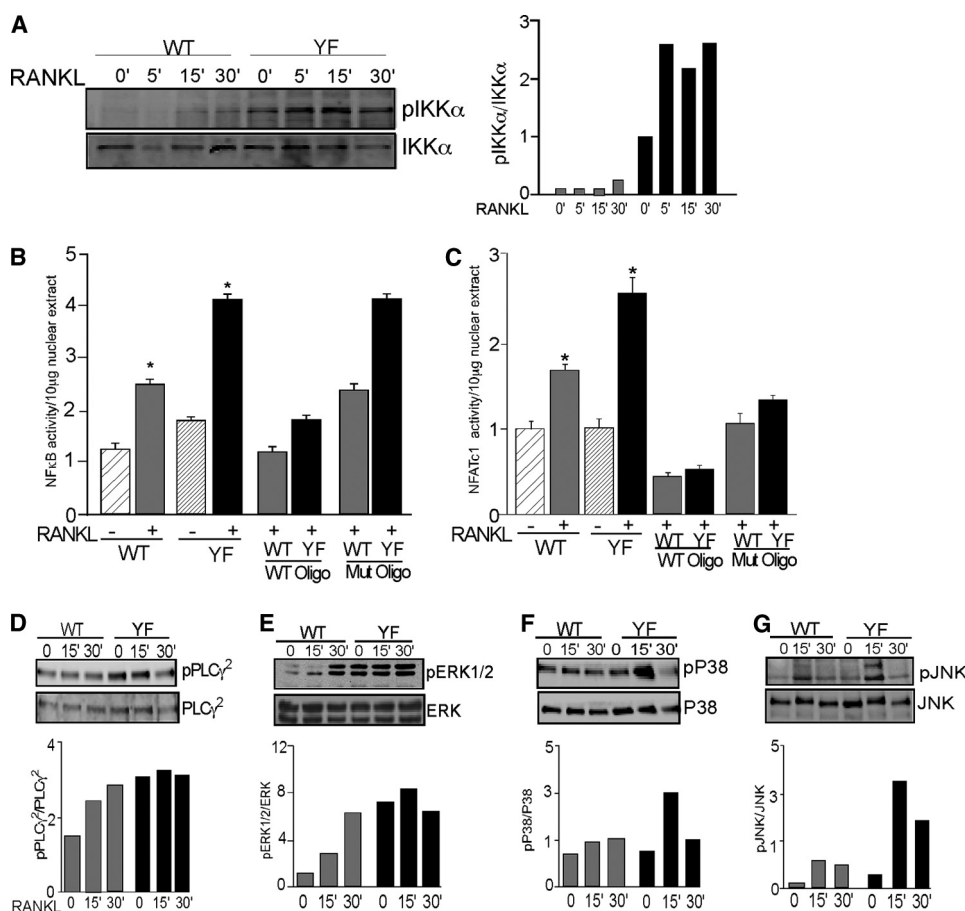 A
WT YF
RANKL 0' 5' 15' 30' 0' 5' 15' 30'
pIKKα
IKKα
pIKKα/IKKα
3
2
1
0
0' 5' 15' 30' 0' 5' 15' 30'
RANKL
B
NFκB activity/10μg nuclear extract
5
4
3
2
1
0
* *
RANKL - + - + + + + +
WT YF WT YF WT YF
WT Oligo Mut Oligo
C
NFATc1 activity/10μg nuclear extract
3
2
1
0
* *
RANKL - + - + + + + +
WT YF WT YF WT YF
WT Oligo Mut Oligo
D
WT YF
0 15' 30' 0 15' 30'
pPLCγ2
PLCγ2
pPLCγ2/PLCγ2
4
2
0
RANKL 0 15' 30' 0 15' 30'
E
WT YF
0 15' 30' 0 15' 30'
pERK1/2
ERK
pERK1/2/ERK
12
8
4
0
0 15' 30' 0 15' 30'
F
WT YF
0 15' 30' 0 15' 30'
pP38
P38
pP38/P38
5
3
1
0
0 15' 30' 0 15' 30'
G
WT YF
0 15' 30' 0 15' 30'
pJNK
JNK
pJNK/JNK
5
3
1
0
0 15' 30' 0 15' 30'